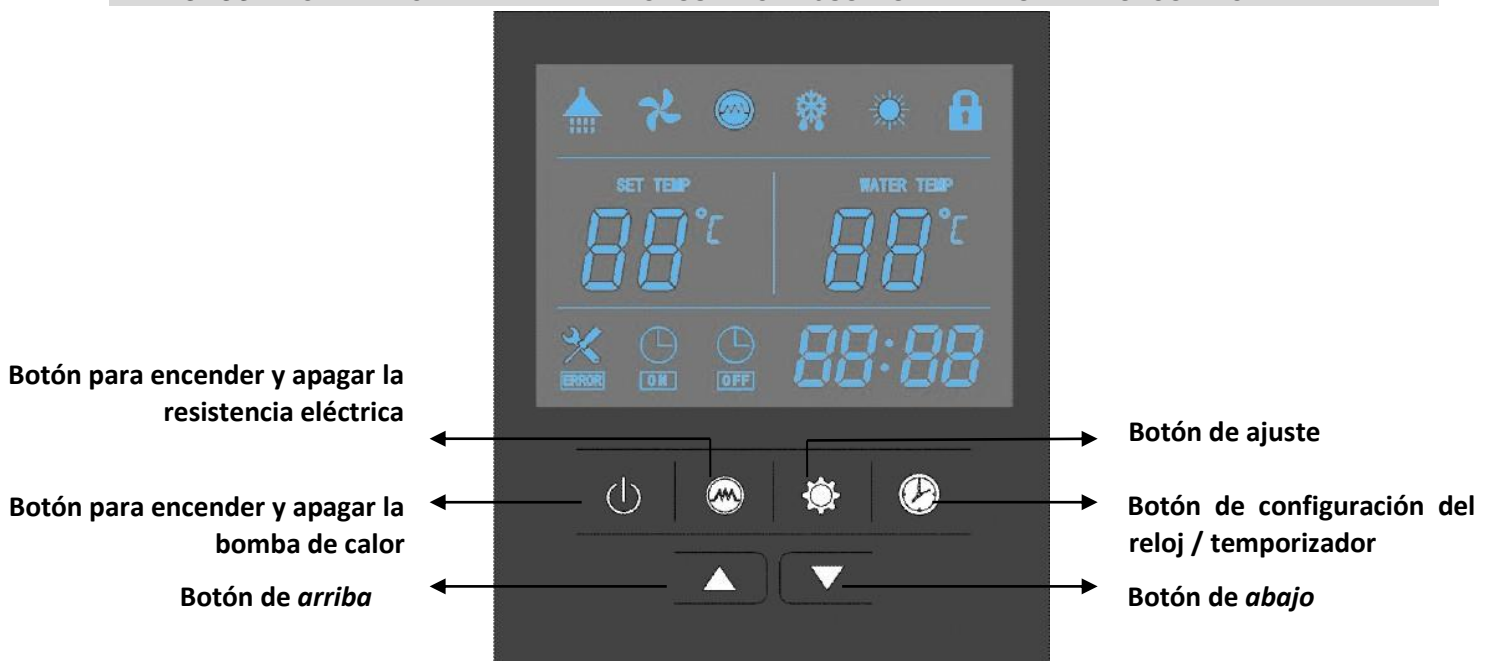 SET TEMP
WATER TEMP
88°C
88°C
ERROR
ON
OFF
88:88
Botón para encender y apagar la
resistencia eléctrica
Botón de ajuste
Botón para encender y apagar la
bomba de calor
Botón de configuración del
reloj / temporizador
Botón de arriba
Botón de abajo